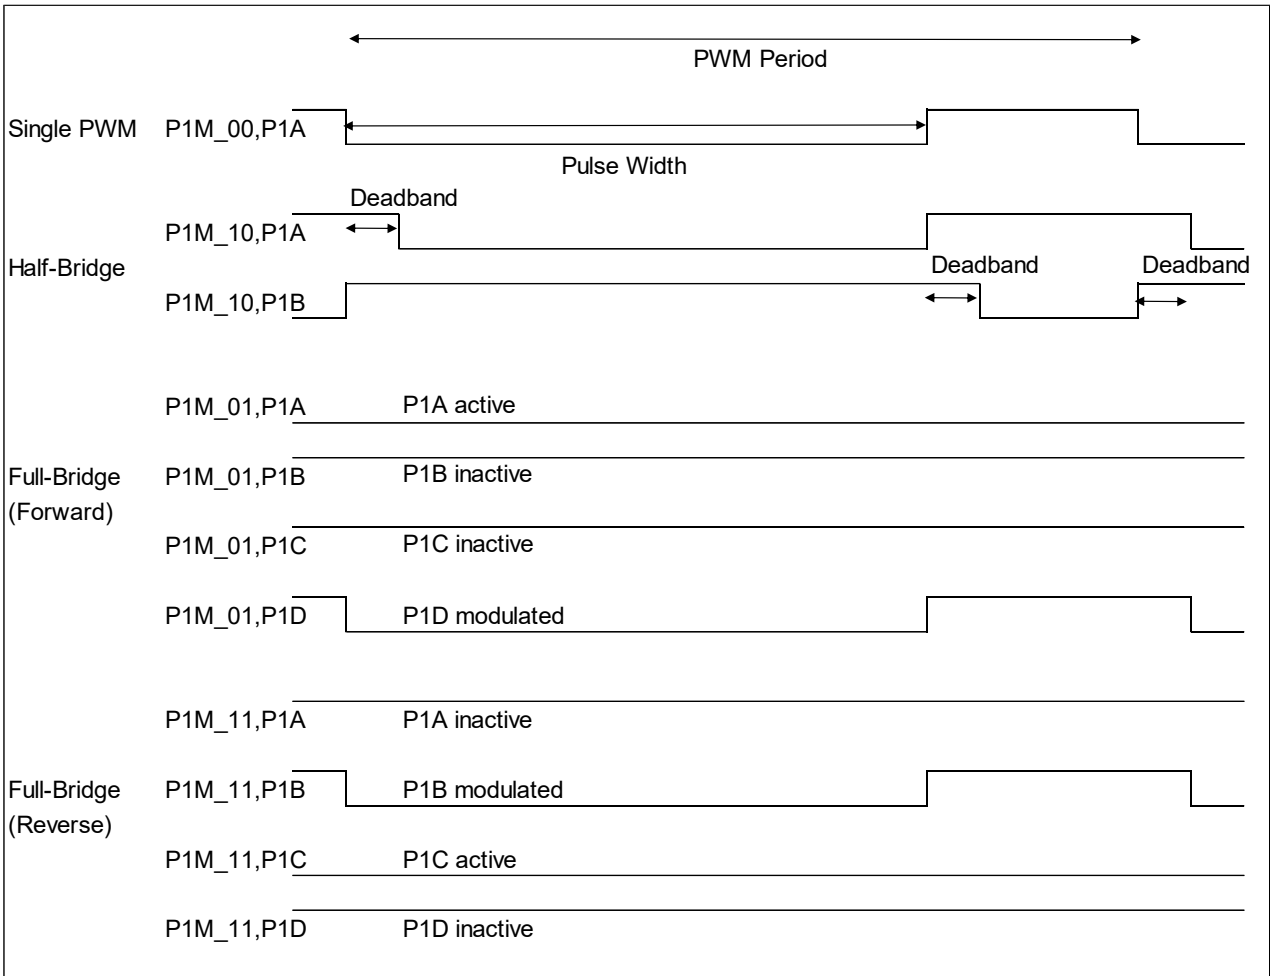 PWM Period
Single PWM P1M_00,P1A
Pulse Width
Deadband
P1M_10,P1A
Half-Bridge
Deadband Deadband
P1M_10,P1B
P1M_01,P1A P1A active
Full-Bridge P1M_01,P1B P1B inactive
(Forward)
P1M_01,P1C P1C inactive
P1M_01,P1D P1D modulated
P1M_11,P1A P1A inactive
Full-Bridge P1M_11,P1B P1B modulated
(Reverse)
P1M_11,P1C P1C active
P1M_11,P1D P1D inactive